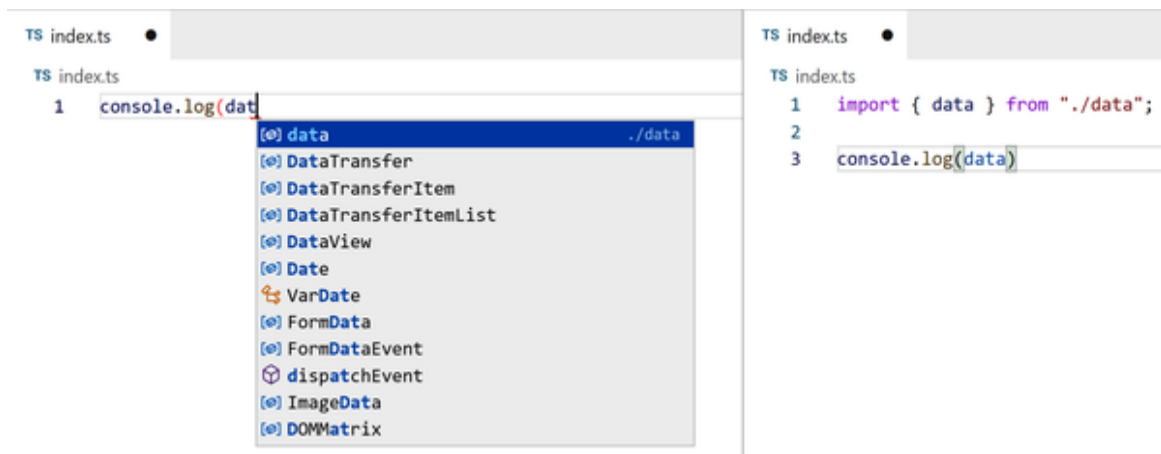 TS index.ts ●
TS index.ts
1 console.log(dat
data ./data
DataTransfer
DataTransferItem
DataTransferItemList
DataView
Date
VarDate
FormData
FormDataEvent
dispatchEvent
ImageData
DOMMatrix
TS index.ts ●
TS index.ts
1 import { data } from "./data";
2
3 console.log(data)